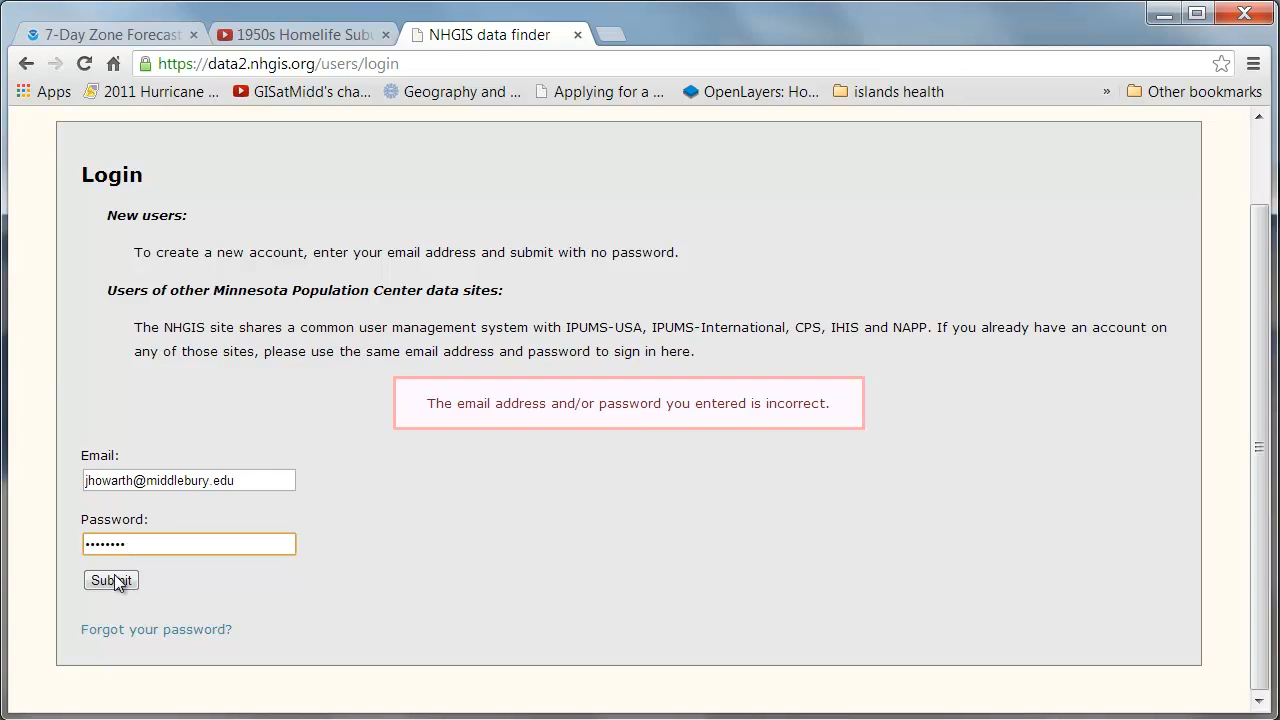 7-Day Zone Forecast
1950s Homelife Sub
NHGIS data finder
https://data2.nhgis.org/users/login
Apps
2011 Hurricane ...
GISatMidd's cha...
Geography and ...
Applying for a ...
OpenLayers: Ho...
islands health
»
Other bookmarks
Login
New users:
To create a new account, enter your email address and submit with no password.
Users of other Minnesota Population Center data sites:
The NHGIS site shares a common user management system with IPUMS-USA, IPUMS-International, CPS, IHIS and NAPP. If you already have an account on
any of those sites, please use the same email address and password to sign in here.
The email address and/or password you entered is incorrect.
Email:
jhowarth@middlebury.edu
Password:
••••••••
Submit
Forgot your password?